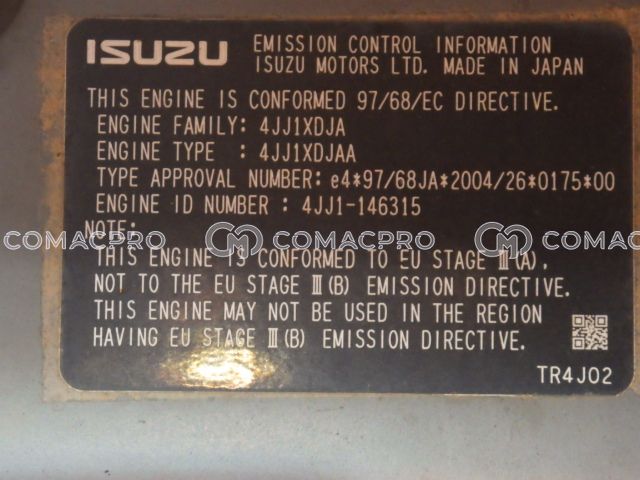 ISUZU EMISSION CONTROL INFORMATION
ISUZU MOTORS LTD. MADE IN JAPAN
THIS ENGINE IS CONFORMED 97/68/EC DIRECTIVE.
ENGINE FAMILY: 4JJ1XDJA
ENGINE TYPE : 4JJ1XDJAA
TYPE APPROVAL NUMBER: e4*97/68JA*2004/26*0175*00
ENGINE ID NUMBER : 4JJ1-146315
NOTE:
COMACPRO COMACPRO COMACPRO
THIS ENGINE IS CONFORMED TO EU STAGE Ⅲ(A),
NOT TO THE EU STAGE Ⅲ(B) EMISSION DIRECTIVE.
THIS ENGINE MAY NOT BE USED IN THE REGION
HAVING EU STAGE Ⅲ(B) EMISSION DIRECTIVE.
TR4J02